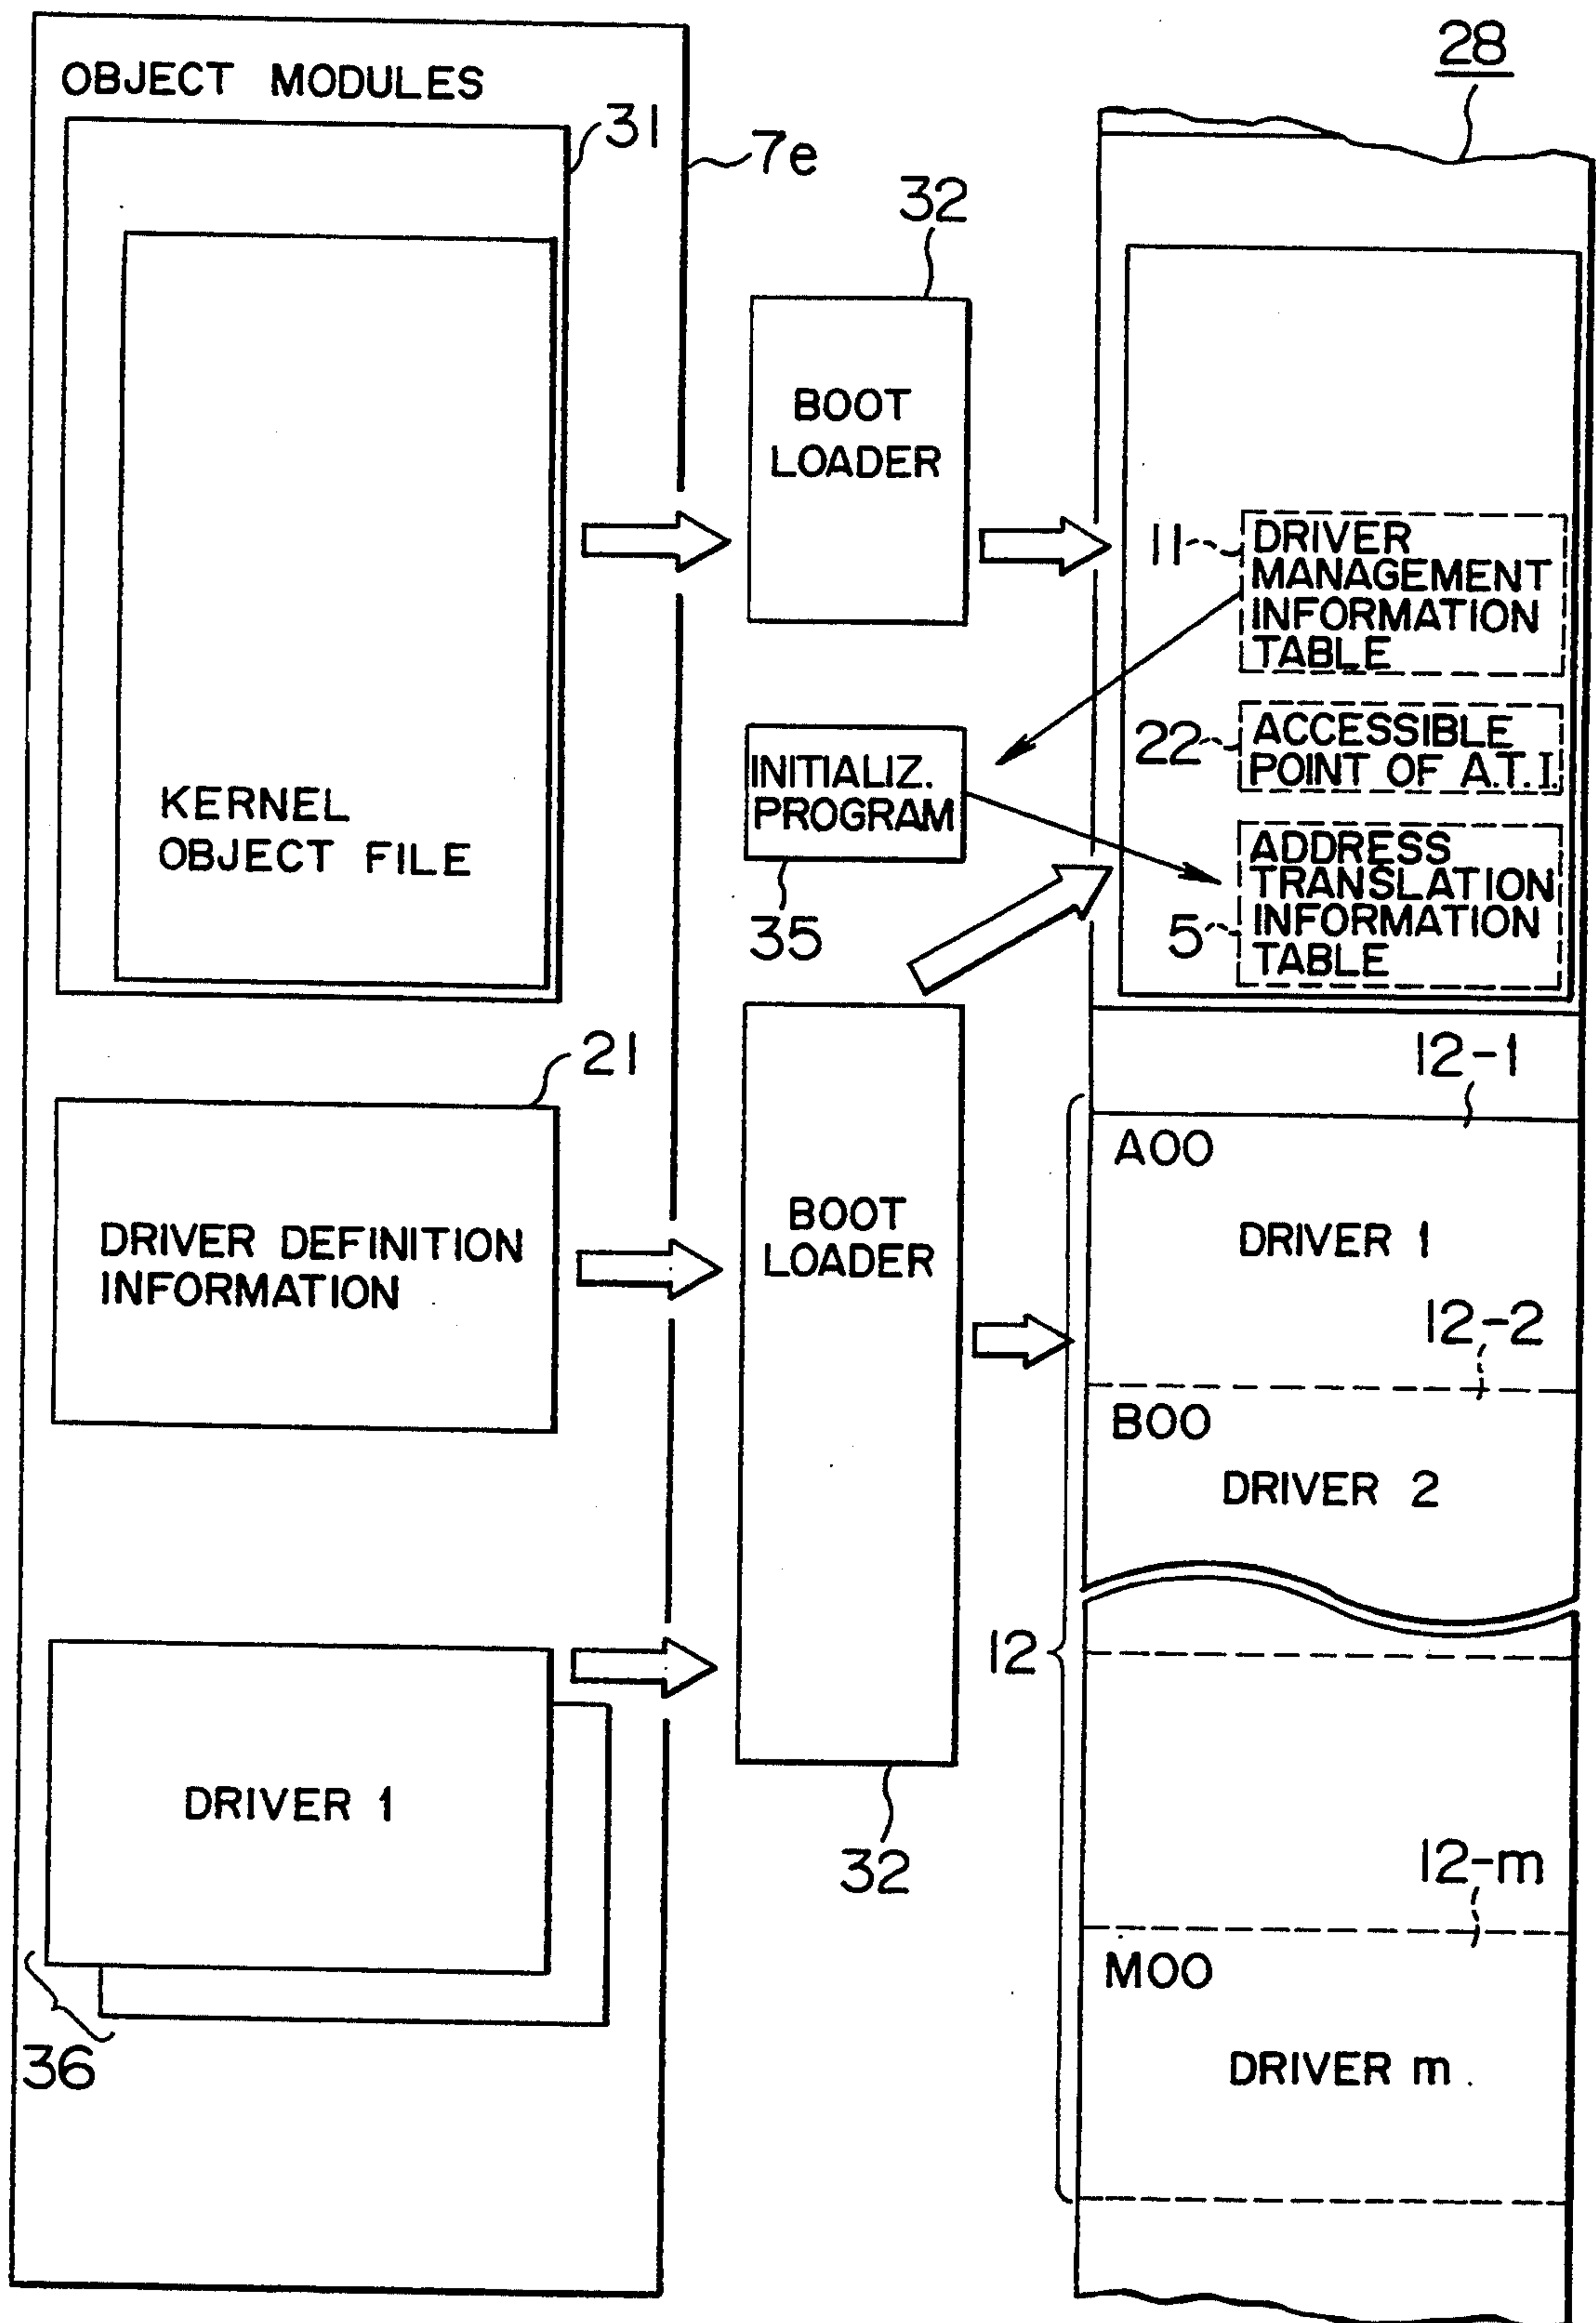 28
OBJECT MODULES
31
7e
32
BOOT
LOADER
KERNEL
OBJECT FILE
11
DRIVER
MANAGEMENT
INFORMATION
TABLE
22
ACCESSIBLE
POINT OF A.T.I.
INITIALIZ.
PROGRAM
35
5
ADDRESS
TRANSLATION
INFORMATION
TABLE
21
DRIVER DEFINITION
INFORMATION
BOOT
LOADER
32
12-1
A00
DRIVER 1
12-2
B00
DRIVER 2
12
DRIVER 1
36
12-m
M00
DRIVER m